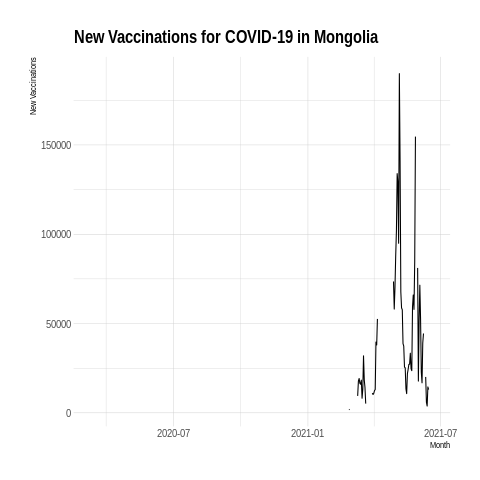 New Vaccinations for COVID-19 in Mongolia
New Vaccinations
150000
100000
50000
0
2020-07
2021-01
2021-07
Month